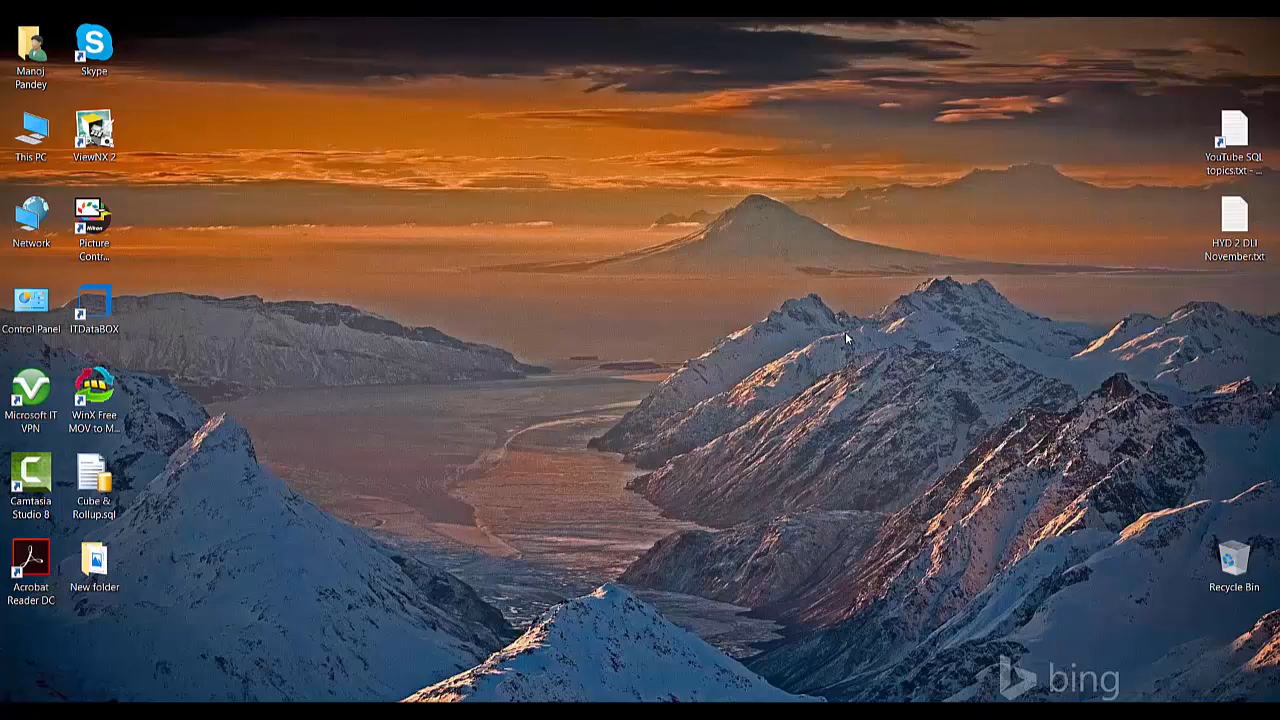 Manoj
Pandey
Skype
This PC
ViewNX 2
Network
Picture
Contr...
Nikon
Control Panel
ITDataBOX
Microsoft IT
VPN
WinX Free
MOV to M...
Camtasia
Studio 8
Cube &
Rollup.sql
Acrobat
Reader DC
New folder
YouTube SQL
topics.txt - ...
HYD 2 DLI
November.txt
Recycle Bin
bing